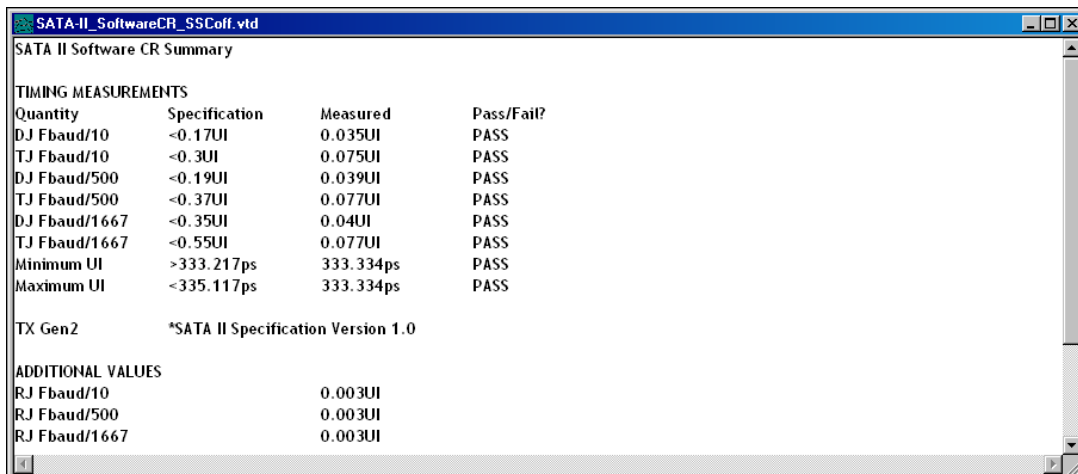 SATA-II_SoftwareCR_SSCoff.vtd
SATA II Software CR Summary
TIMING MEASUREMENTS
Quantity Specification Measured Pass/Fail?
DJ Fbaud/10 <0.17UI 0.035UI PASS
TJ Fbaud/10 <0.3UI 0.075UI PASS
DJ Fbaud/500 <0.19UI 0.039UI PASS
TJ Fbaud/500 <0.37UI 0.077UI PASS
DJ Fbaud/1667 <0.35UI 0.04UI PASS
TJ Fbaud/1667 <0.55UI 0.077UI PASS
Minimum UI >333.217ps 333.334ps PASS
Maximum UI <335.117ps 333.334ps PASS
TX Gen2 *SATA II Specification Version 1.0
ADDITIONAL VALUES
RJ Fbaud/10 0.003UI
RJ Fbaud/500 0.003UI
RJ Fbaud/1667 0.003UI